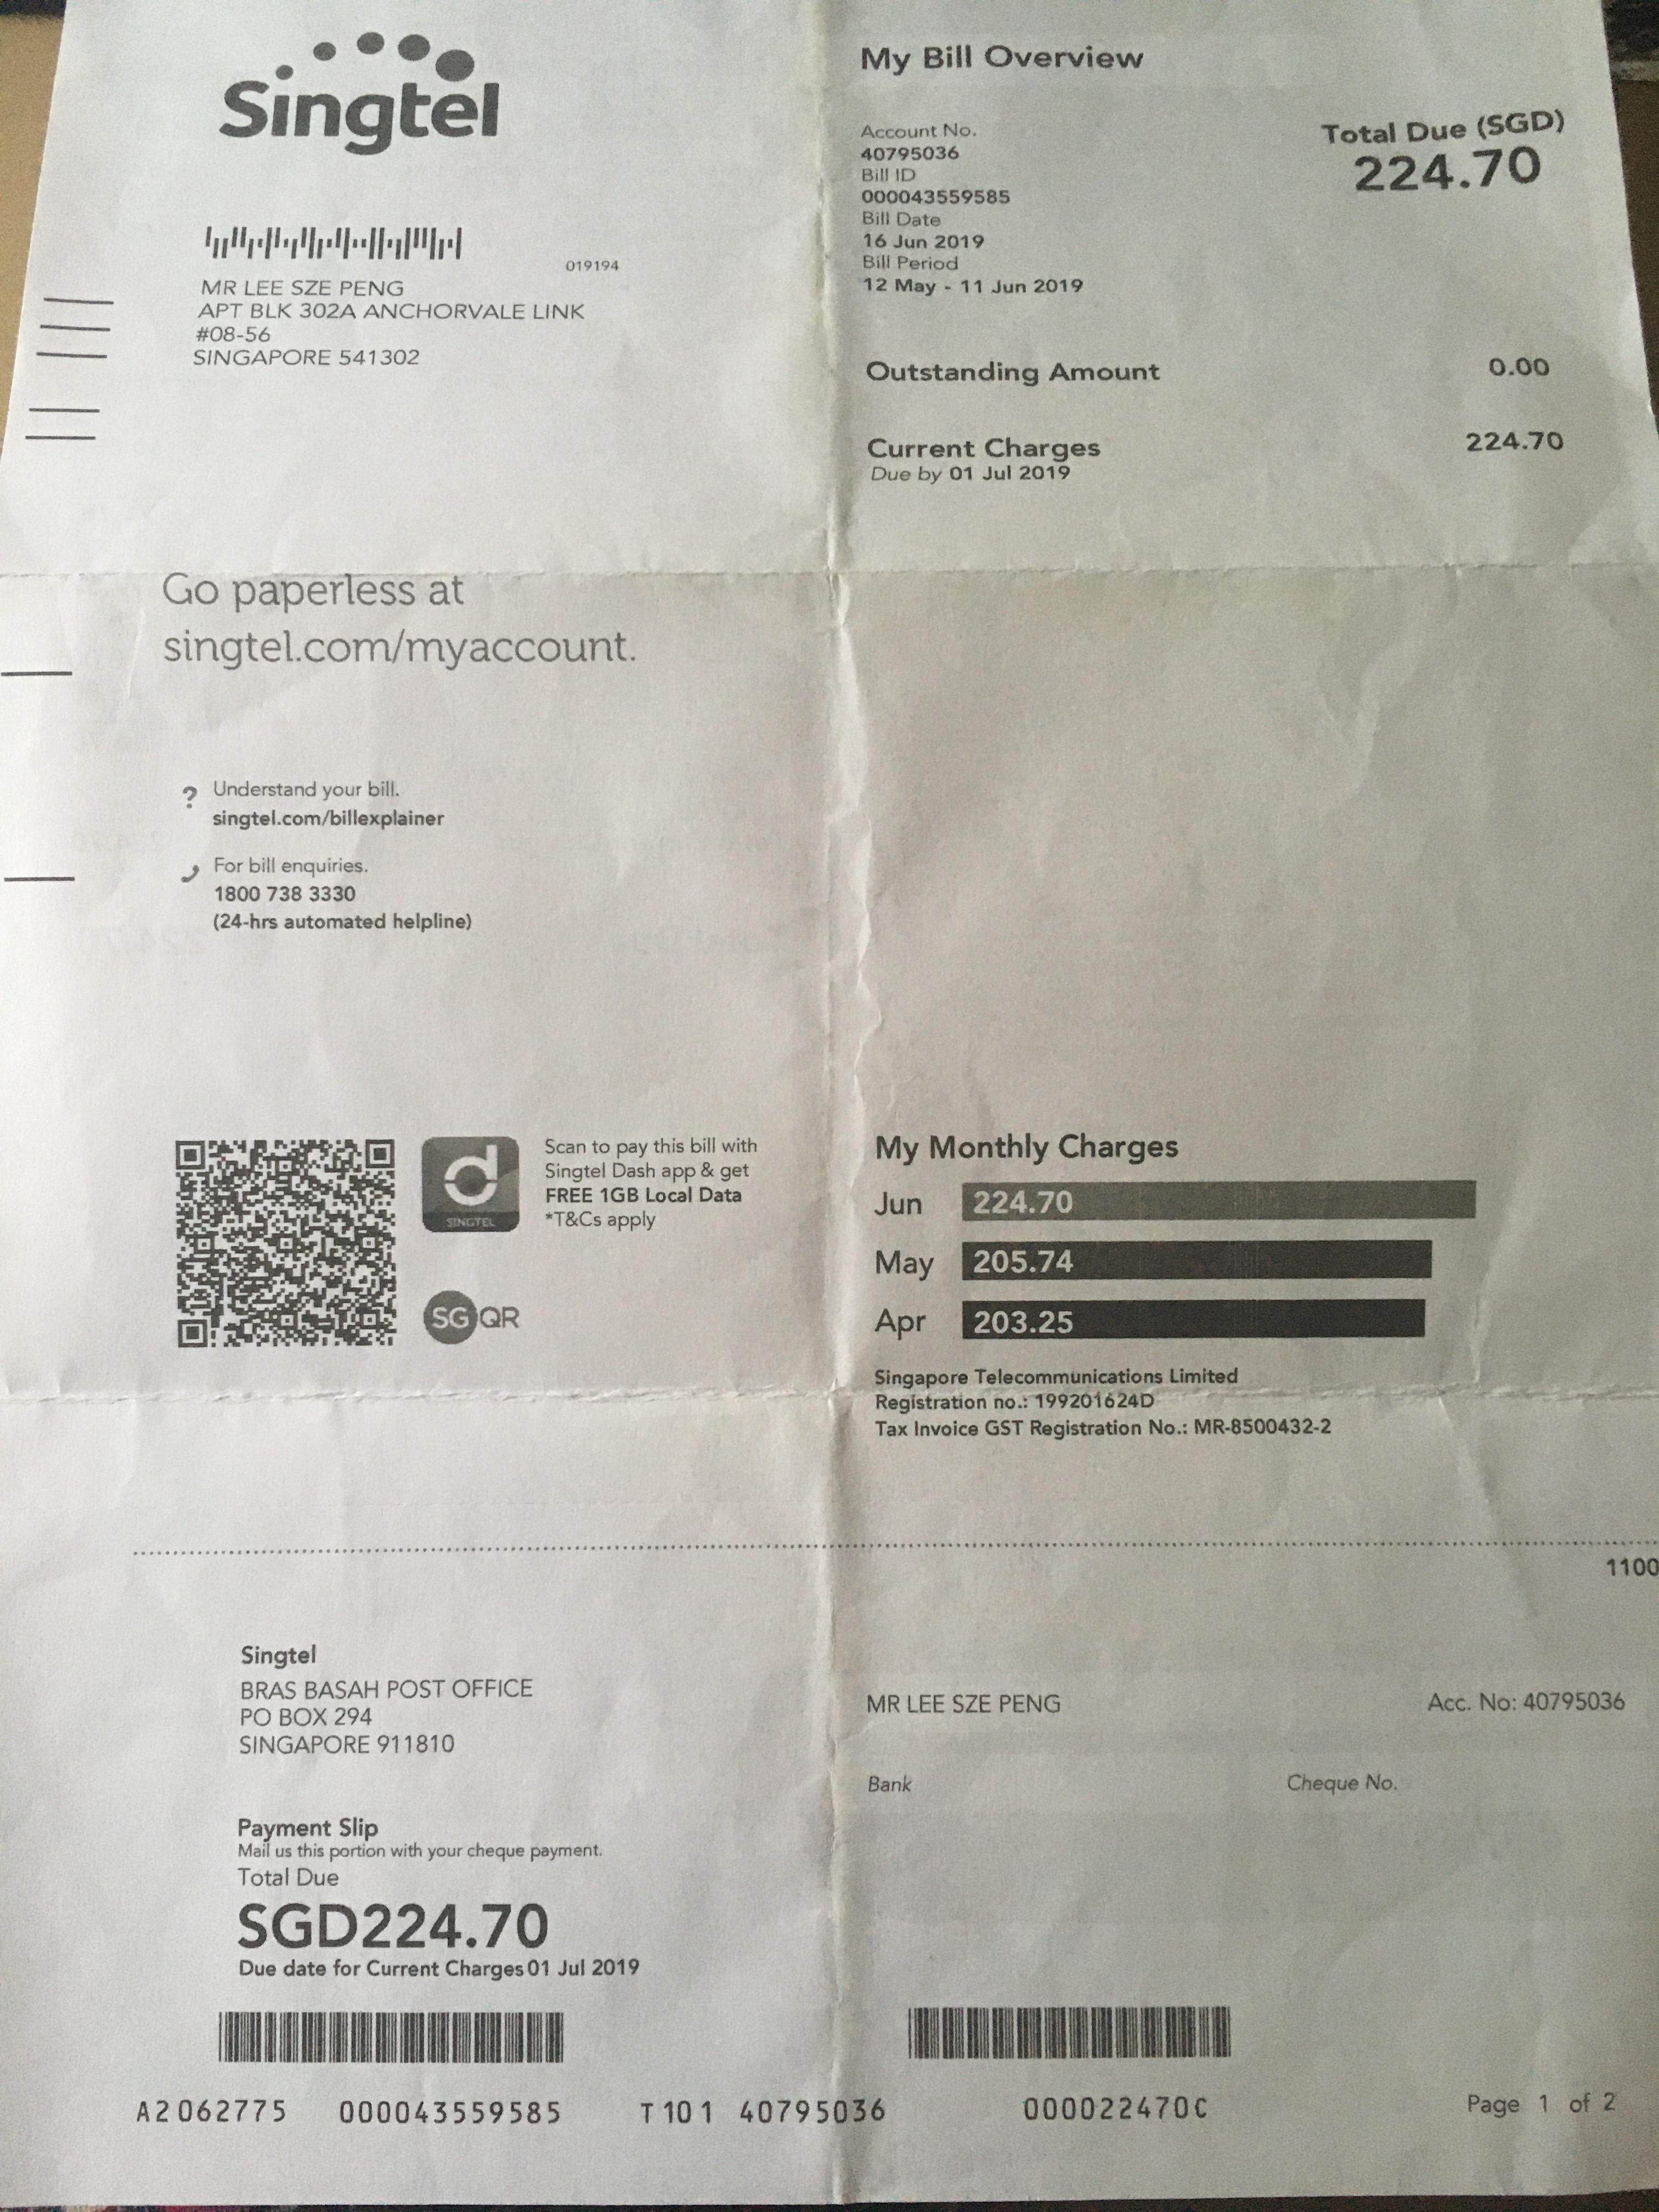 Singtel
019194
MR LEE SZE PENG
APT BLK 302A ANCHORVALE LINK
#08-56
SINGAPORE 541302
My Bill Overview
Account No.
40795036
Bill ID
000043559585
Bill Date
16 Jun 2019
Bill Period
12 May - 11 Jun 2019
Total Due (SGD)
224.70
Outstanding Amount 0.00
Current Charges 224.70
Due by 01 Jul 2019
Go paperless at
singtel.com/myaccount.
? Understand your bill.
singtel.com/billexplainer
For bill enquiries.
1800 738 3330
(24-hrs automated helpline)
d
SINGTEL
Scan to pay this bill with
Singtel Dash app & get
FREE 1GB Local Data
*T&Cs apply
SGQR
My Monthly Charges
Jun 224.70
May 205.74
Apr 203.25
Singapore Telecommunications Limited
Registration no.: 199201624D
Tax Invoice GST Registration No.: MR-8500432-2
1100
Singtel
BRAS BASAH POST OFFICE
PO BOX 294
SINGAPORE 911810
MR LEE SZE PENG Acc. No: 40795036
Bank Cheque No.
Payment Slip
Mail us this portion with your cheque payment.
Total Due
SGD224.70
Due date for Current Charges 01 Jul 2019
A2062775 000043559585 T101 40795036 000022470C Page 1 of 2